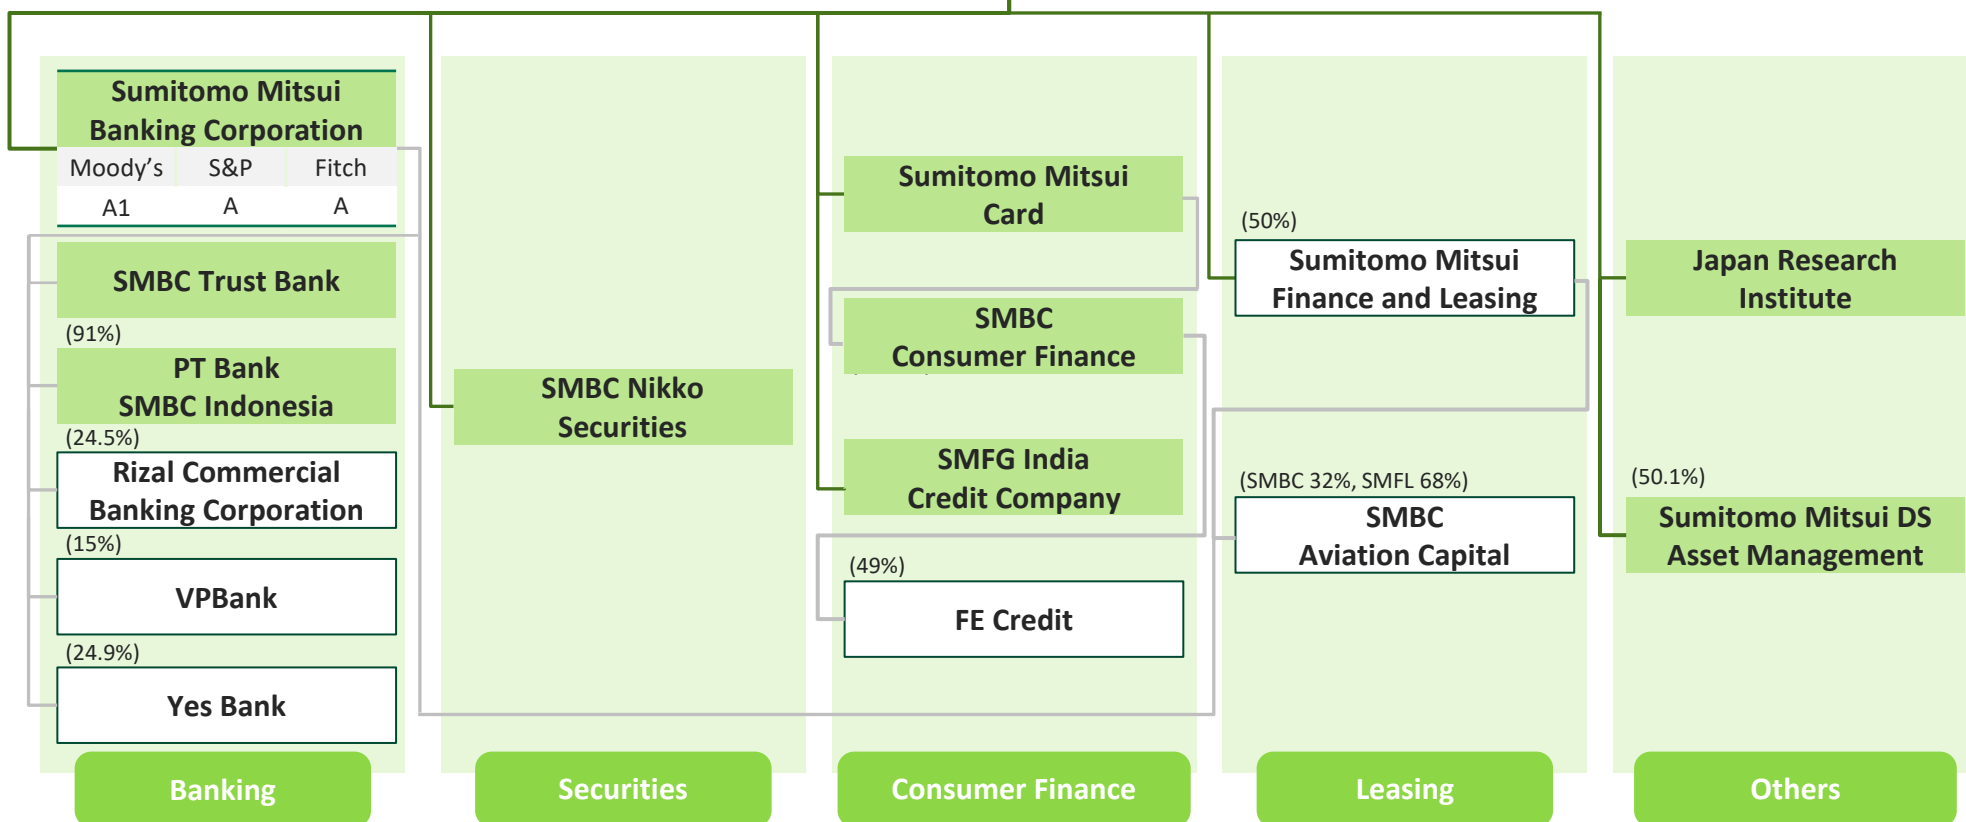 Sumitomo Mitsui
Banking Corporation
Moody's S&P Fitch
A1 A A
SMBC Trust Bank
(91%)
PT Bank
SMBC Indonesia
(24.5%)
Rizal Commercial
Banking Corporation
(15%)
VPBank
(24.9%)
Yes Bank
Banking
SMBC Nikko
Securities
Securities
Sumitomo Mitsui
Card
SMBC
Consumer Finance
SMFG India
Credit Company
(49%)
FE Credit
Consumer Finance
(50%)
Sumitomo Mitsui
Finance and Leasing
(SMBC 32%, SMFL 68%)
SMBC
Aviation Capital
Leasing
Japan Research
Institute
(50.1%)
Sumitomo Mitsui DS
Asset Management
Others